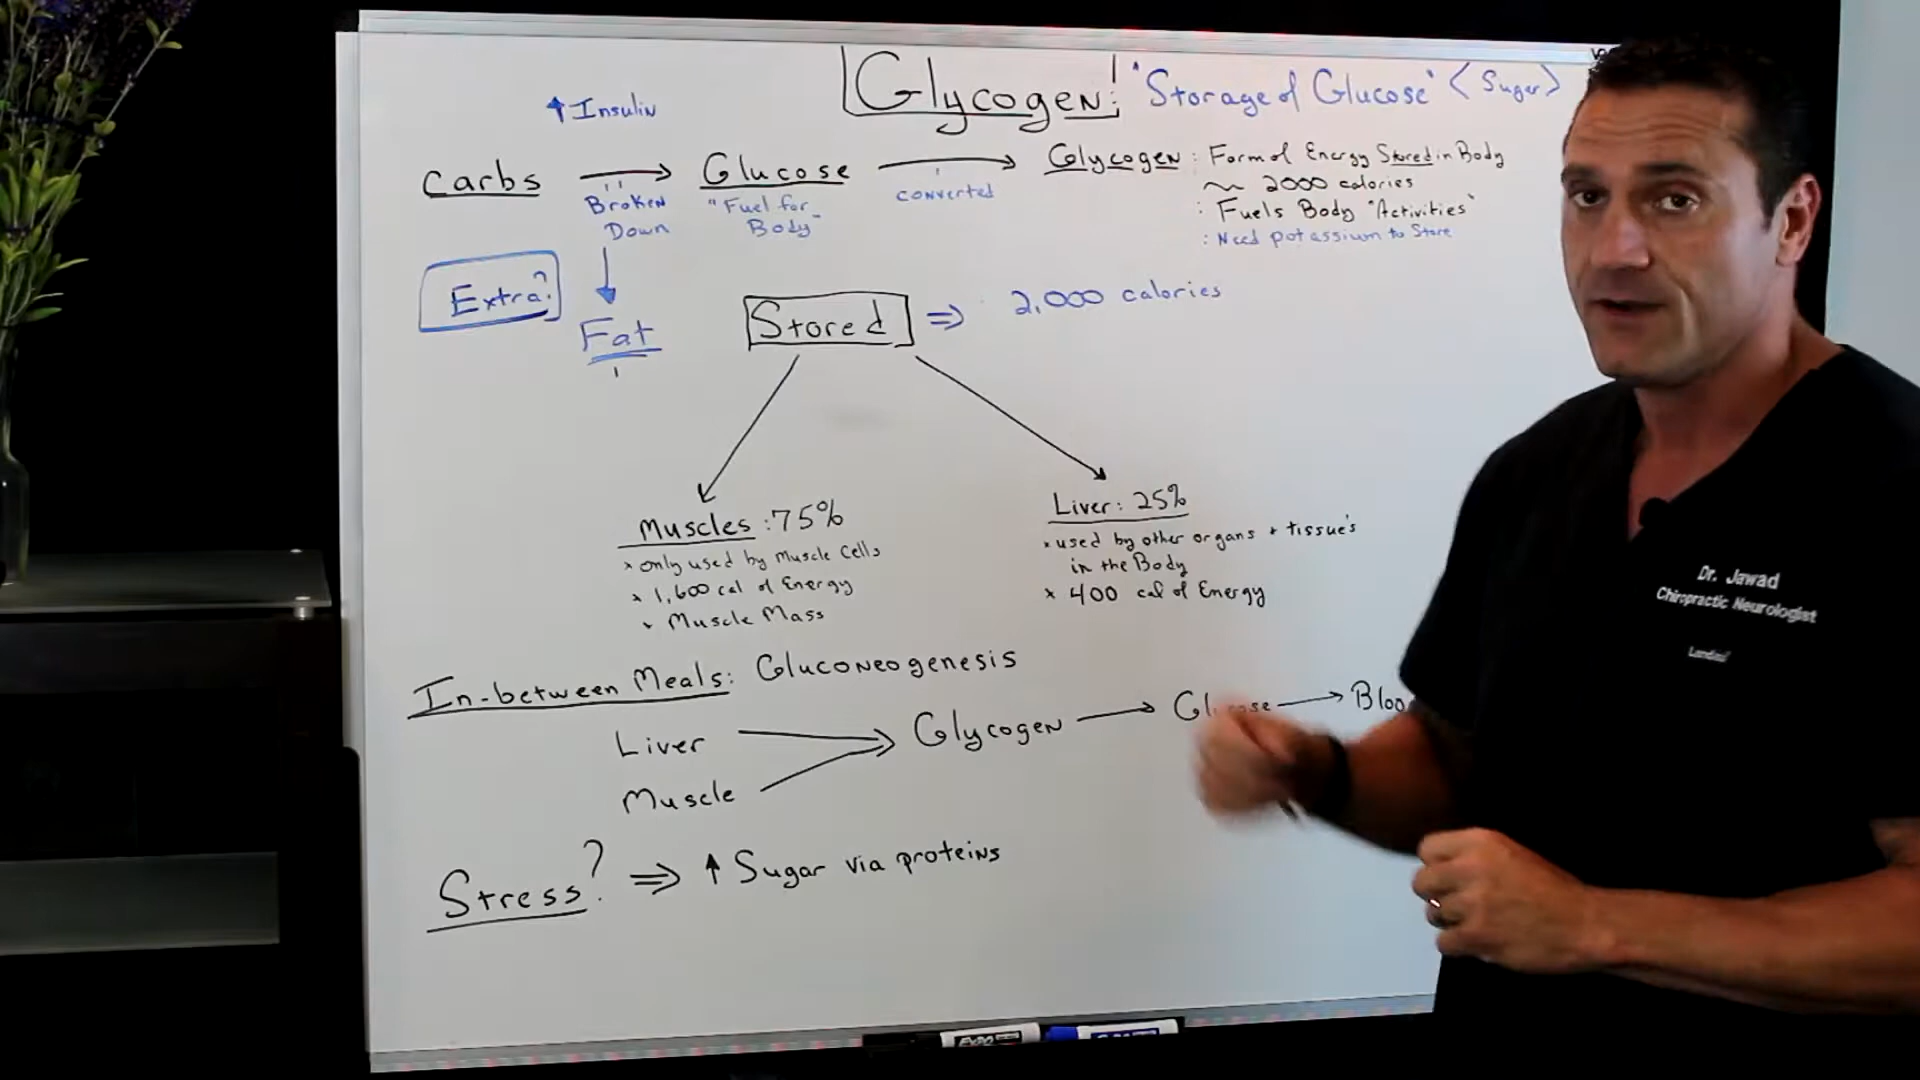 Glycogen: "Storage of Glucose" <Sugar>
↑ Insulin
Carbs → Glucose → Glycogen : Form of Energy Stored in Body
Broken Down
"Fuel for Body"
converted
~ 2000 calories
: Fuels Body "Activities"
: Need potassium to Store
Extra?
Fat
Stored ⇒ 2,000 calories
Muscles : 75%
x only used by Muscle Cells
x 1,600 cal of Energy
x Muscle Mass
Liver: 25%
x used by other organs + tissue's
in the Body
x 400 cal of Energy
In-between Meals: Gluconeogenesis
Liver
Muscle
Glycogen → Glucose → Bloo
Stress? ⇒ ↑ Sugar via proteins
Dr. Jawad
Chiropractic Neurologist
EXPO